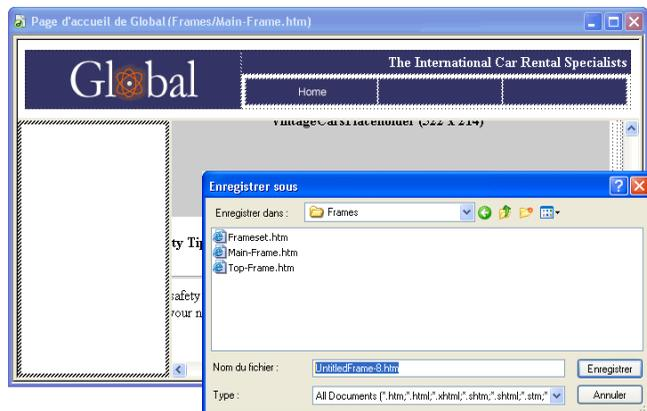 Page d'accueil de Global (Frames/Main-Frame.htm)
Global
The International Car Rental Specialists
Home
VintageCarsPlaceholder (522 x 214)
ty Tip
safety
your n
Enregistrer sous
Enregistrer dans :
Frames
Frameset.htm
Main-Frame.htm
Top-Frame.htm
Nom du fichier :
UntitledFrame-8.htm
Enregistrer
Type :
All Documents (*.htm;*.html;*.xhtml;*.shtm;*.shtml;*.stm;*
Annuler